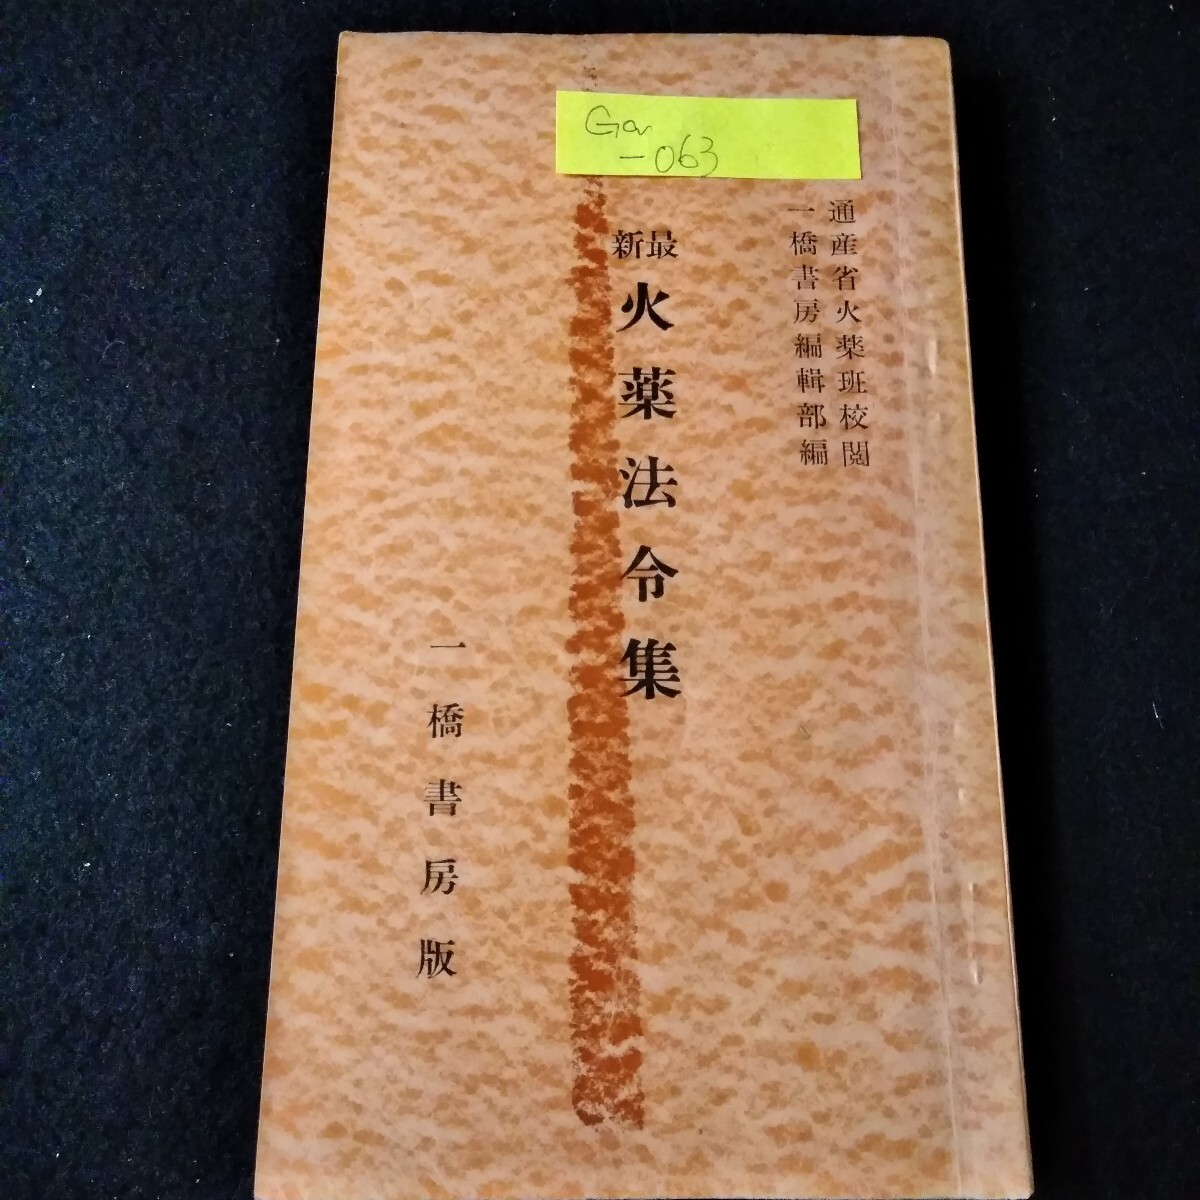 Ga
-063
通産省火薬班校閲
一橋書房編輯部編
新最
火薬法令集
一橋書房版